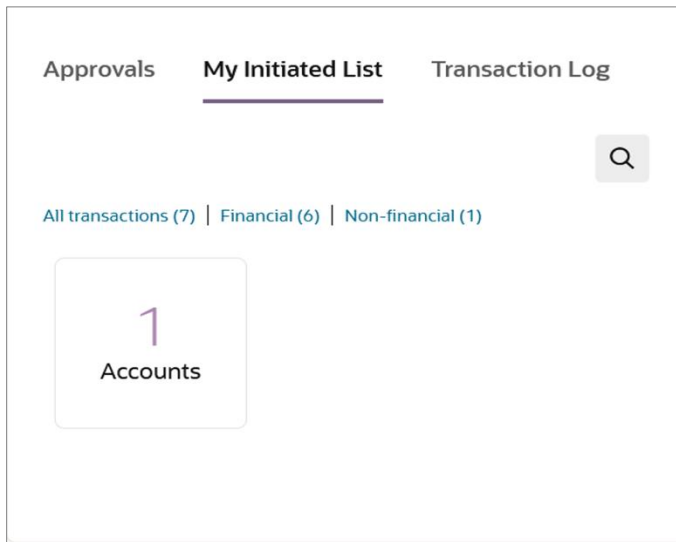 Approvals My Initiated List Transaction Log
All transactions (7) | Financial (6) | Non-financial (1)
1
Accounts